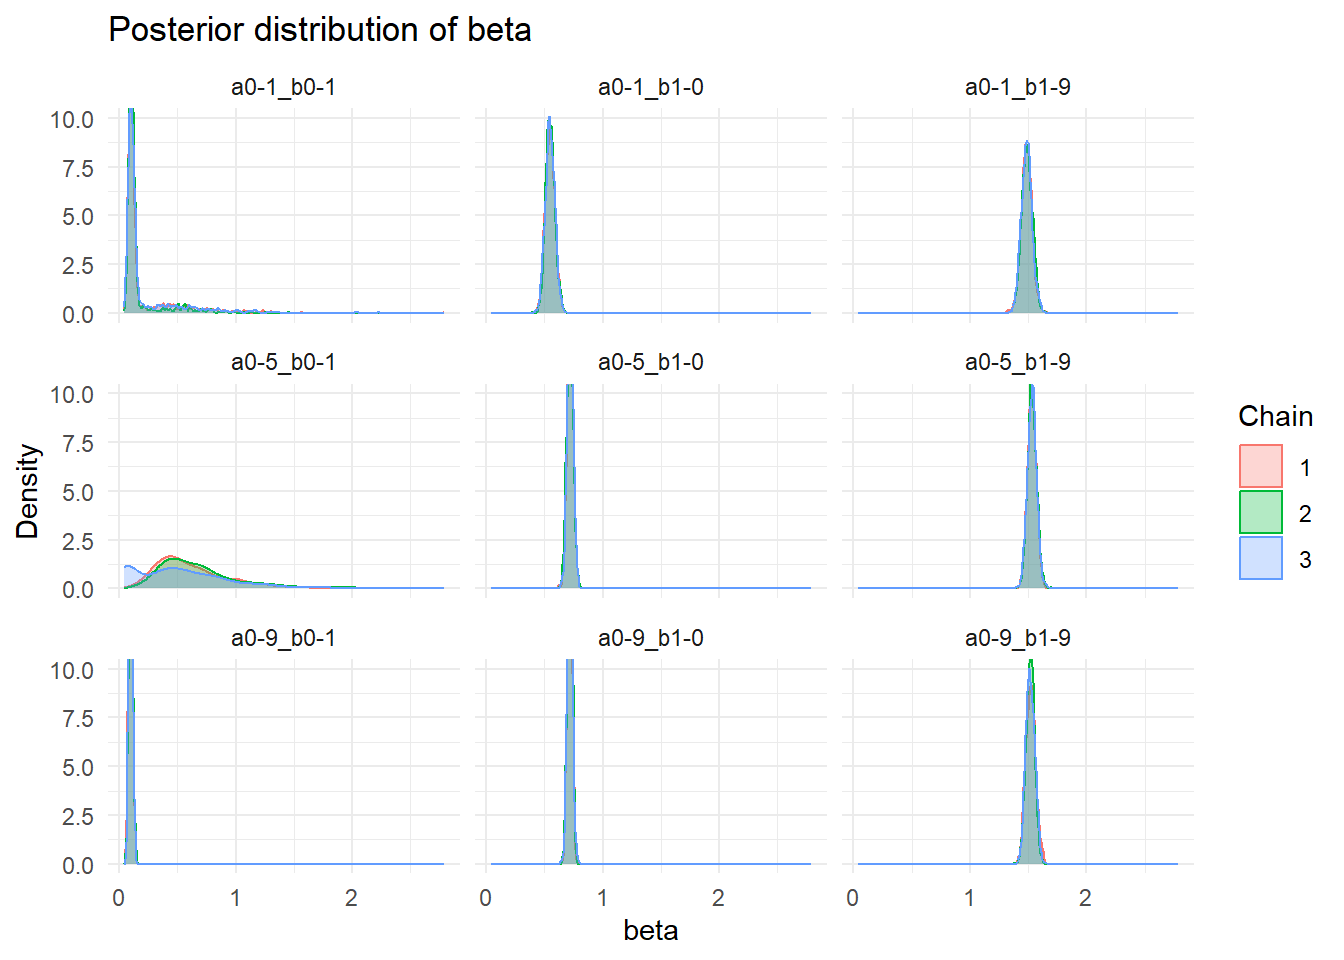 Posterior distribution of beta
a0-1_b0-1
a0-1_b1-0
a0-1_b1-9
10.0
7.5
5.0
2.5
0.0
a0-5_b0-1
a0-5_b1-0
a0-5_b1-9
10.0
7.5
5.0
2.5
0.0
a0-9_b0-1
a0-9_b1-0
a0-9_b1-9
10.0
7.5
5.0
2.5
0.0
0 1 2
0 1 2
0 1 2
beta
Density
Chain
1
2
3